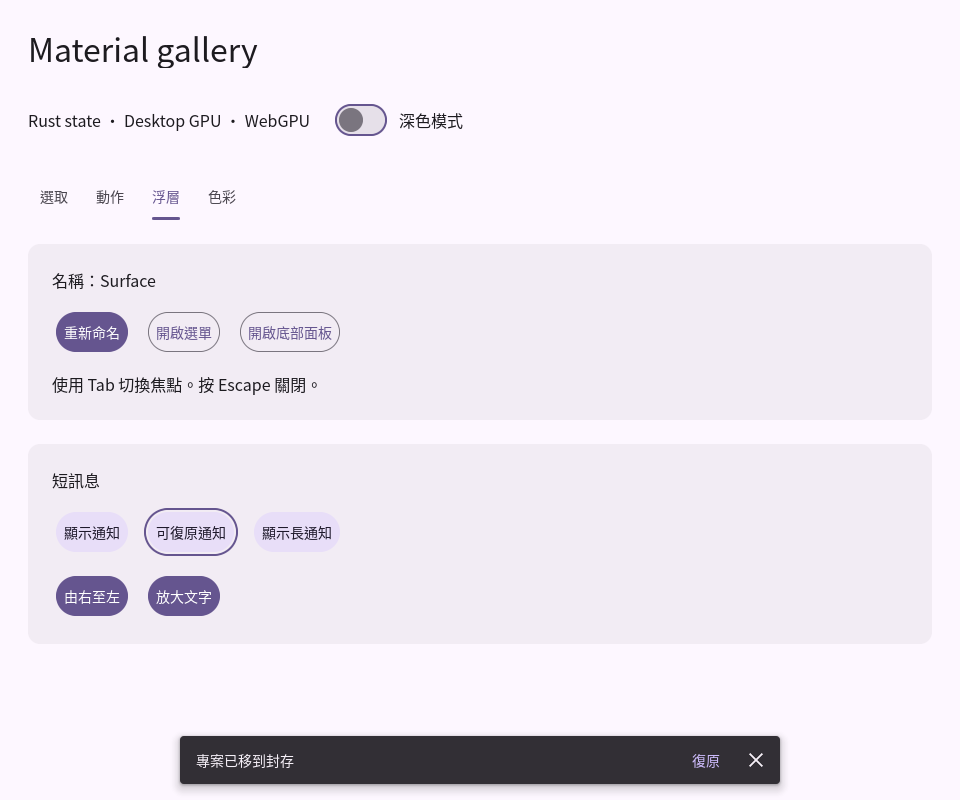 Material gallery
Rust state · Desktop GPU · WebGPU 深色模式
選取 動作 浮層 色彩
名稱：Surface
重新命名 開啟選單 開啟底部面板
使用 Tab 切換焦點。按 Escape 關閉。
短訊息
顯示通知 可復原通知 顯示長通知
由右至左 放大文字
專案已移到封存 復原